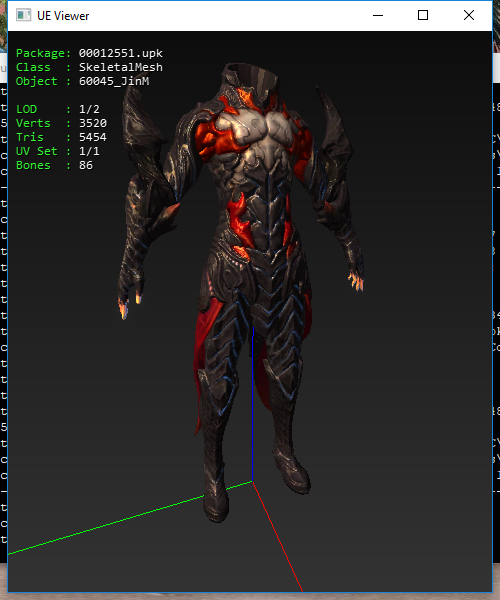 UE Viewer
Package: 00012551.upk
Class  : SkeletalMesh
Object : 60045_JinM
LOD    : 1/2
Verts  : 3520
Tris   : 5454
UV Set : 1/1
Bones  : 86